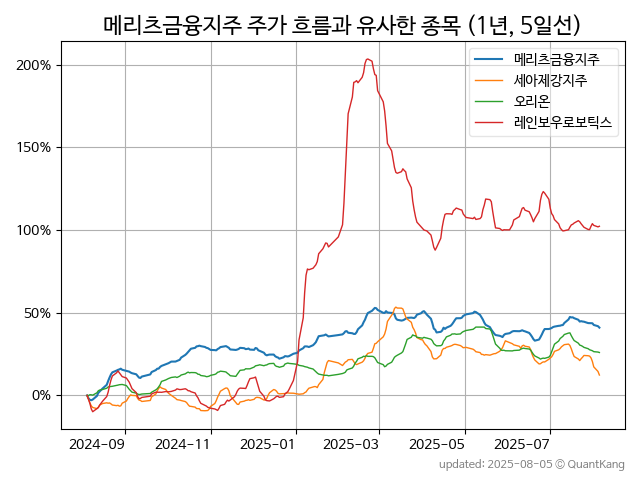 메리츠금융지주 주가 흐름과 유사한 종목 (1년, 5일선)
메리츠금융지주
세아제강지주
오리온
레인보우로보틱스
200%
150%
100%
50%
0%
2024-09
2024-11
2025-01
2025-03
2025-05
2025-07
updated: 2025-08-05 © QuantKang